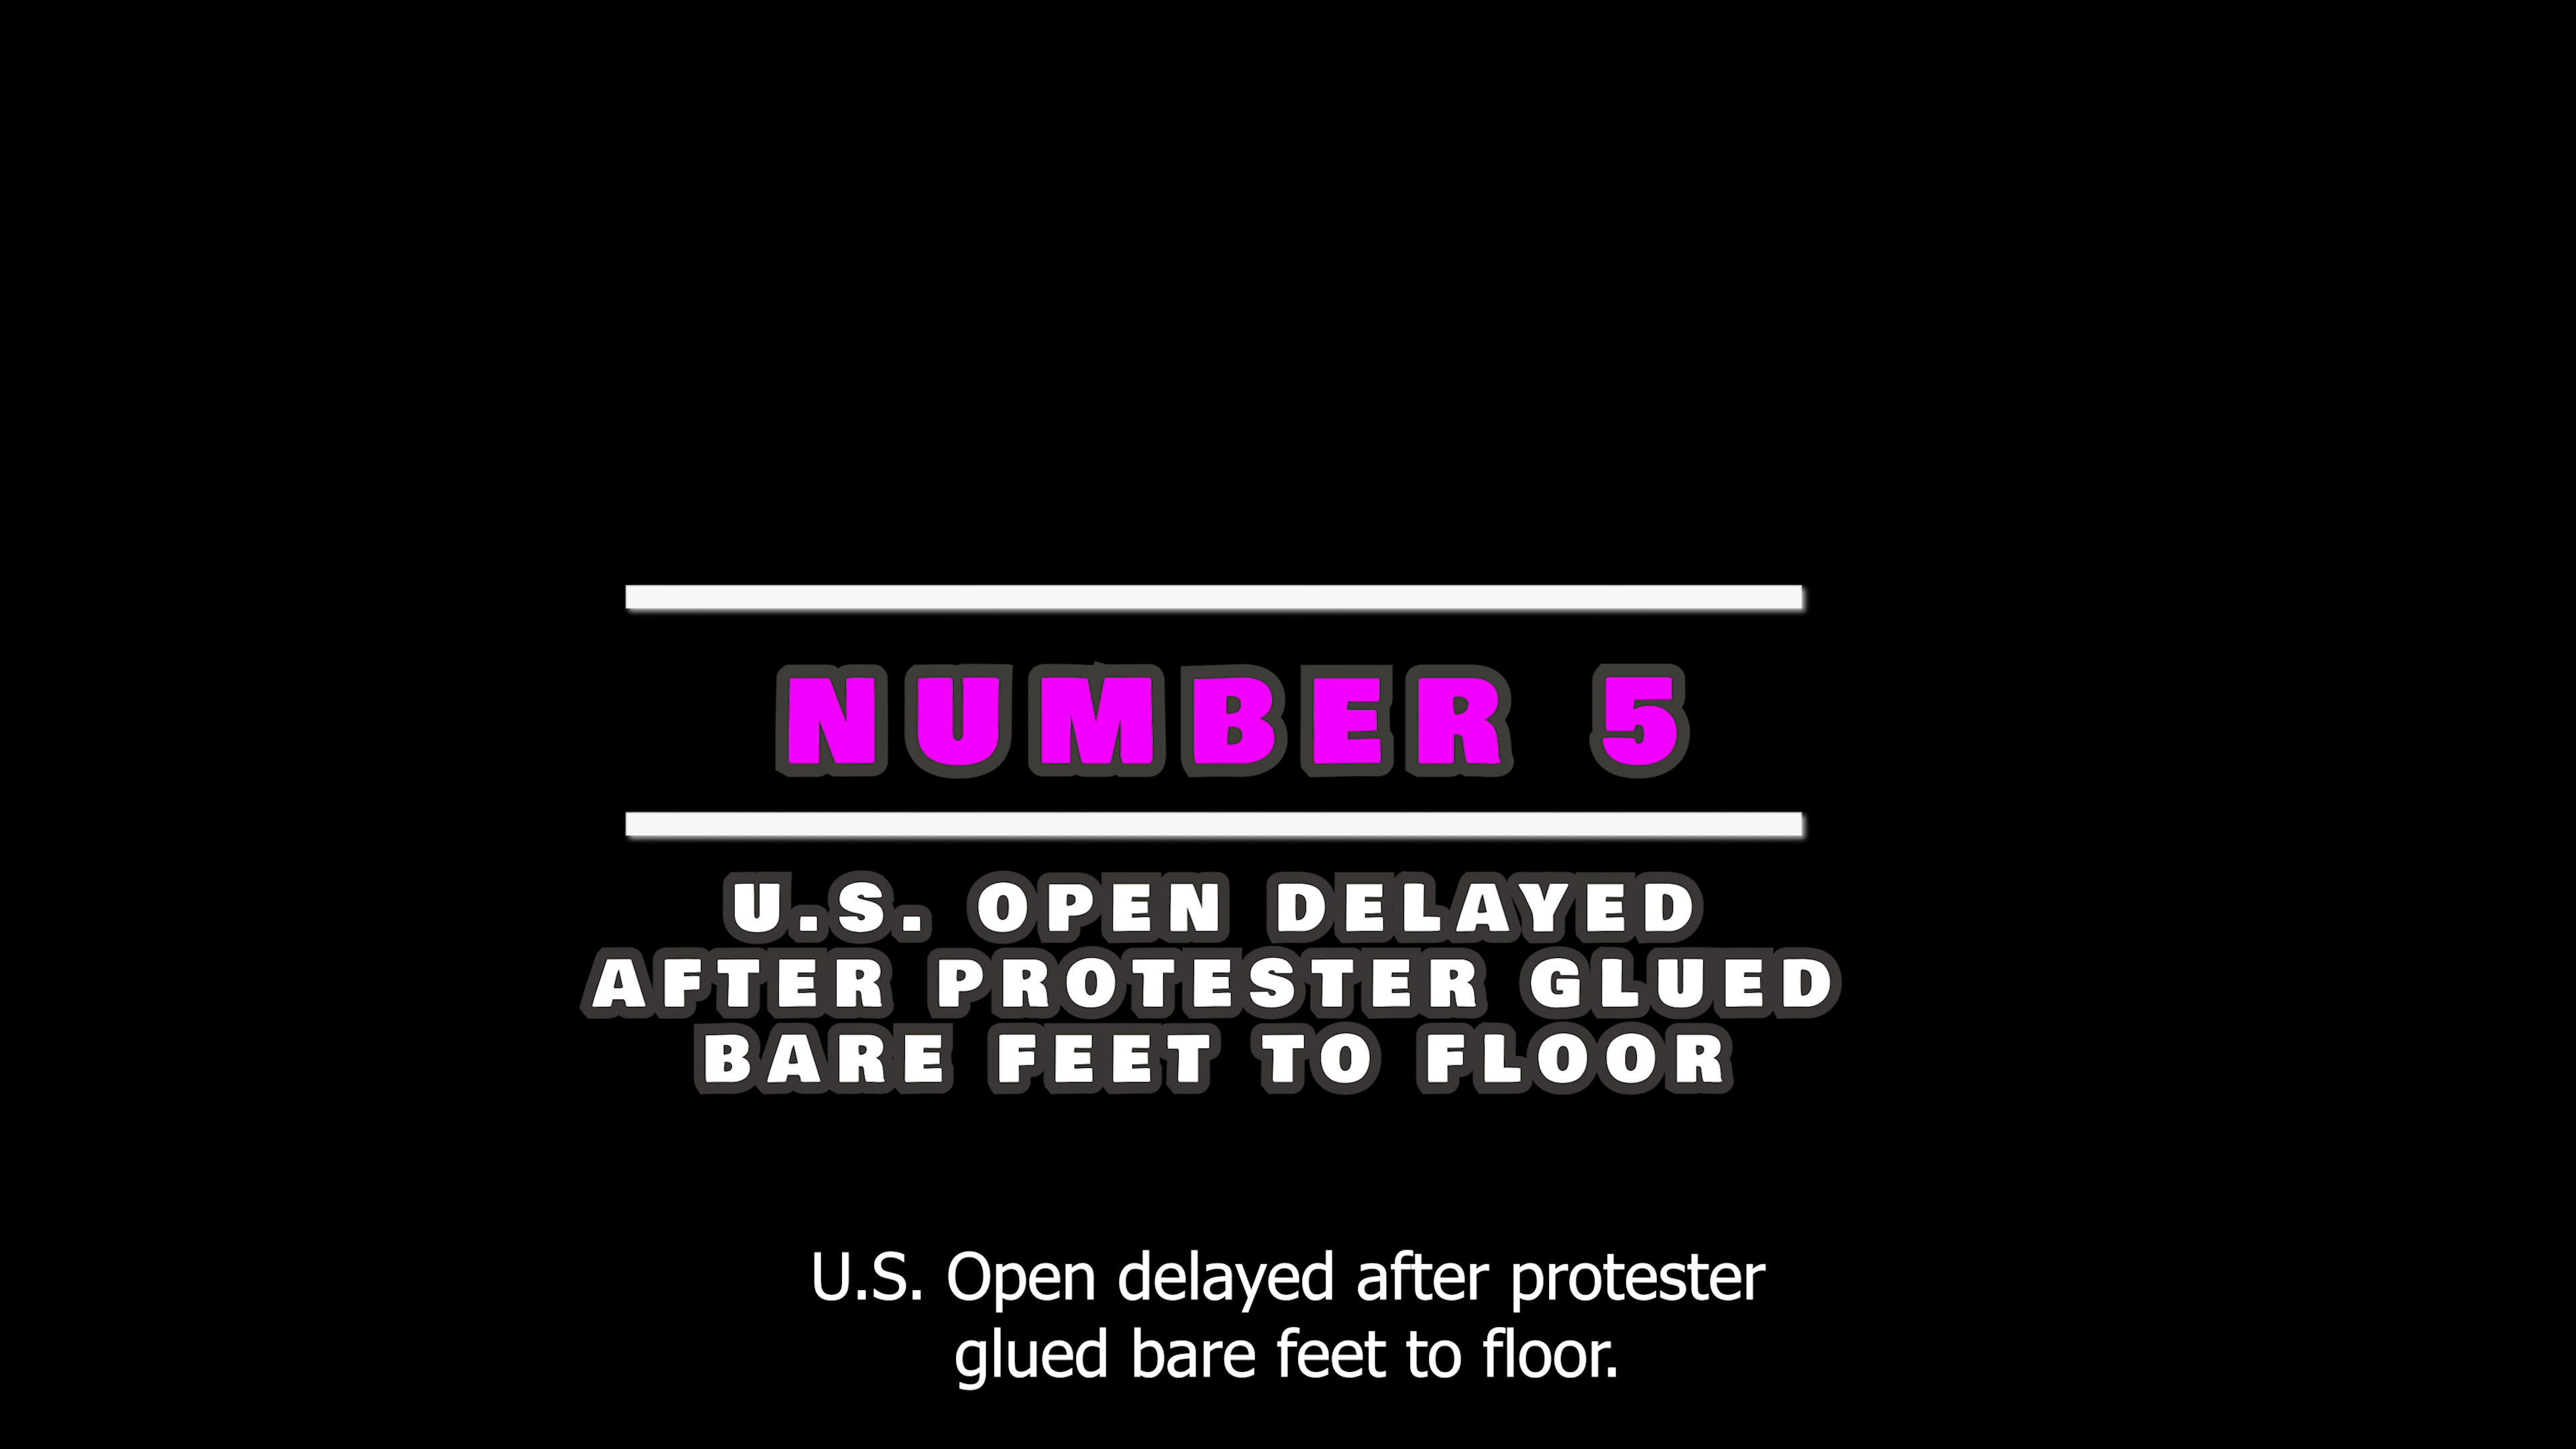 NUMBER 5
U.S. OPEN DELAYED
AFTER PROTESTER GLUED
BARE FEET TO FLOOR
U.S. Open delayed after protester
glued bare feet to floor.